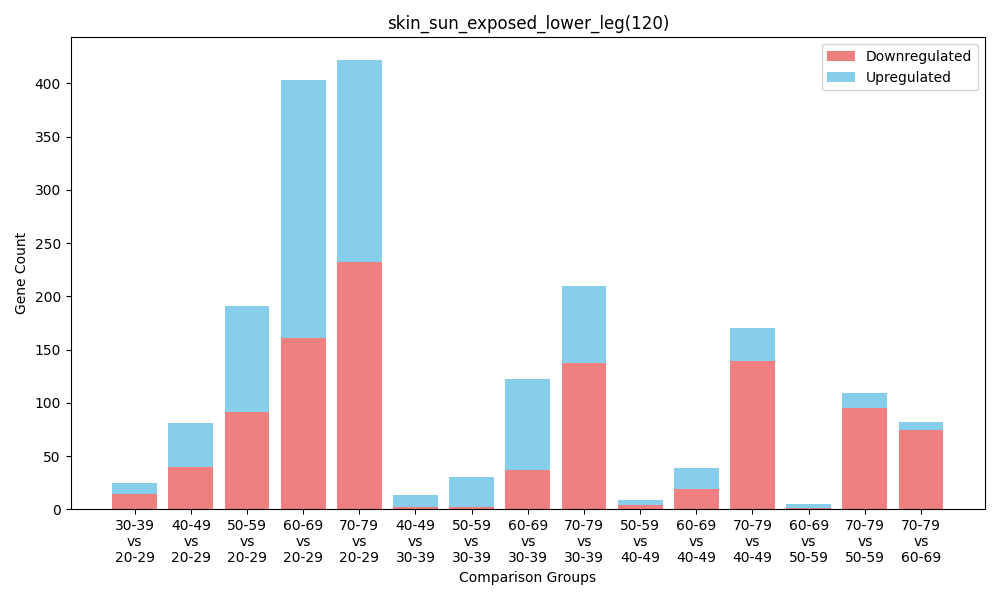 skin_sun_exposed_lower_leg(120)
Downregulated
Upregulated
Gene Count
400
350
300
250
200
150
100
50
0
30-39 vs 20-29
40-49 vs 20-29
50-59 vs 20-29
60-69 vs 20-29
70-79 vs 20-29
40-49 vs 30-39
50-59 vs 30-39
60-69 vs 30-39
70-79 vs 30-39
50-59 vs 40-49
60-69 vs 40-49
70-79 vs 40-49
60-69 vs 50-59
70-79 vs 50-59
70-79 vs 60-69
Comparison Groups